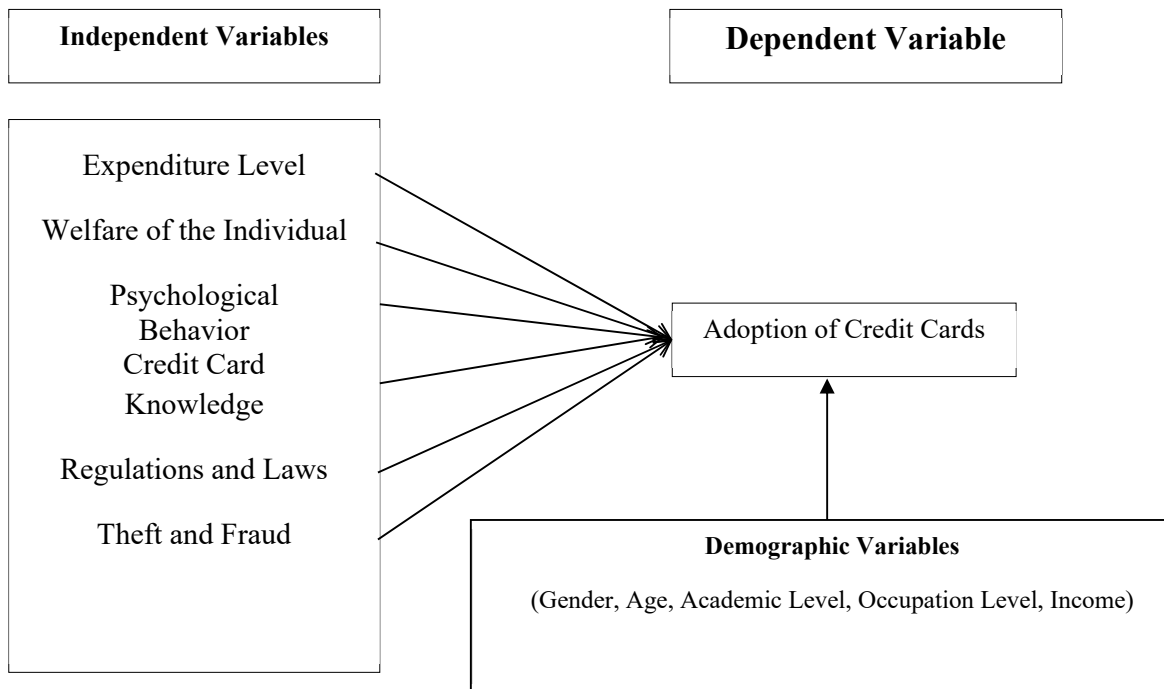 Independent Variables
Dependent Variable
Expenditure Level
Welfare of the Individual
Psychological
Behavior
Credit Card
Knowledge
Regulations and Laws
Theft and Fraud
Adoption of Credit Cards
Demographic Variables
(Gender, Age, Academic Level, Occupation Level, Income)